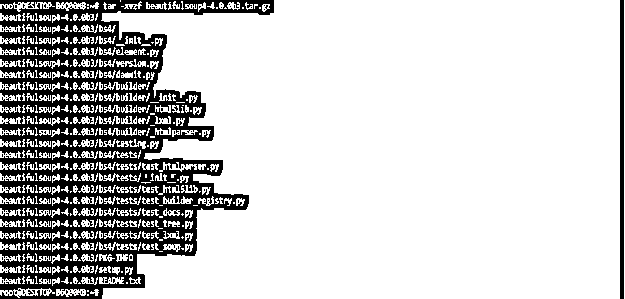 root@DESKTOP-B6Q00MB:~# tar -xvzf beautifulsoup4-4.0.0b3.tar.gz
beautifulsoup4-4.0.0b3/
beautifulsoup4-4.0.0b3/bs4/
beautifulsoup4-4.0.0b3/bs4/__init__.py
beautifulsoup4-4.0.0b3/bs4/element.py
beautifulsoup4-4.0.0b3/bs4/version.py
beautifulsoup4-4.0.0b3/bs4/dammit.py
beautifulsoup4-4.0.0b3/bs4/builder/
beautifulsoup4-4.0.0b3/bs4/builder/__init__.py
beautifulsoup4-4.0.0b3/bs4/builder/_html5lib.py
beautifulsoup4-4.0.0b3/bs4/builder/_lxml.py
beautifulsoup4-4.0.0b3/bs4/builder/_htmlparser.py
beautifulsoup4-4.0.0b3/bs4/testing.py
beautifulsoup4-4.0.0b3/bs4/tests/
beautifulsoup4-4.0.0b3/bs4/tests/test_htmlparser.py
beautifulsoup4-4.0.0b3/bs4/tests/__init__.py
beautifulsoup4-4.0.0b3/bs4/tests/test_html5lib.py
beautifulsoup4-4.0.0b3/bs4/tests/test_builder_registry.py
beautifulsoup4-4.0.0b3/bs4/tests/test_docs.py
beautifulsoup4-4.0.0b3/bs4/tests/test_tree.py
beautifulsoup4-4.0.0b3/bs4/tests/test_lxml.py
beautifulsoup4-4.0.0b3/bs4/tests/test_soup.py
beautifulsoup4-4.0.0b3/PKG-INFO
beautifulsoup4-4.0.0b3/setup.py
beautifulsoup4-4.0.0b3/README.txt
root@DESKTOP-B6Q00MB:~#